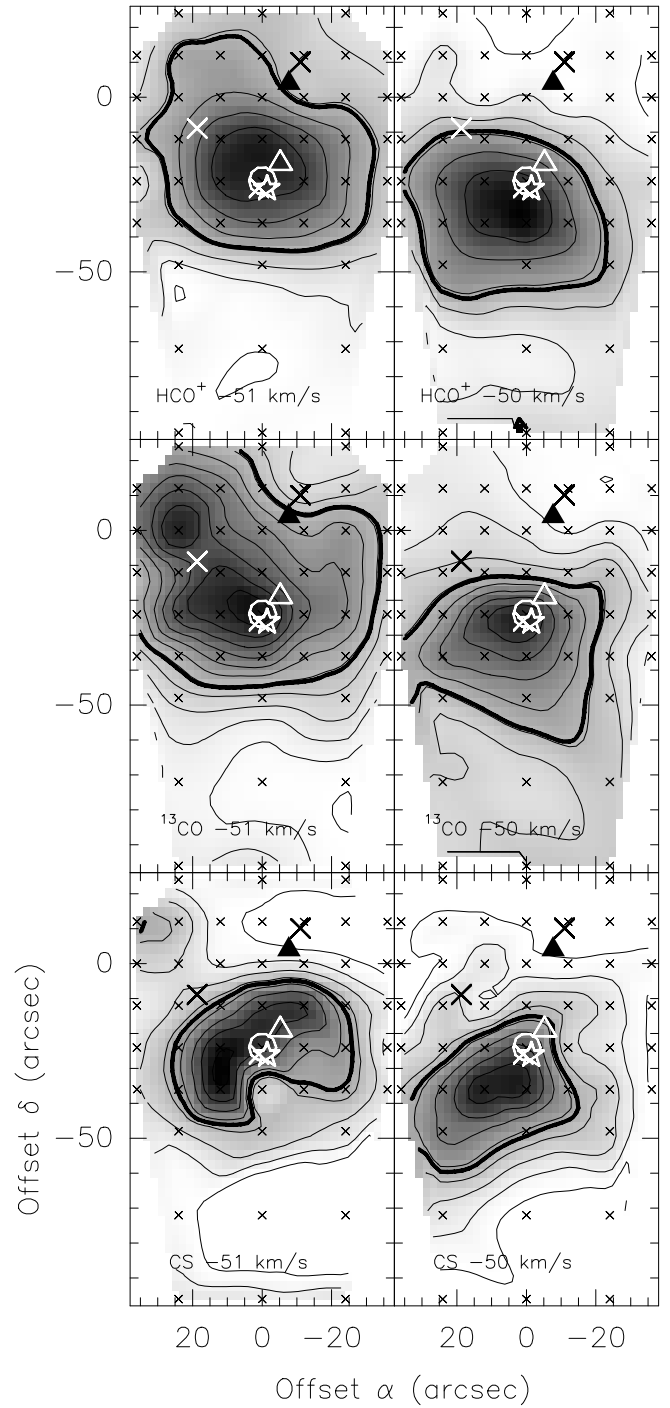 0
−50
HCO+ −51 km/s
HCO+ −50 km/s
0
−50
13CO −51 km/s
13CO −50 km/s
0
−50
CS −51 km/s
CS −50 km/s
Offset δ (arcsec)
20 0 −20 20 0 −20
Offset α (arcsec)